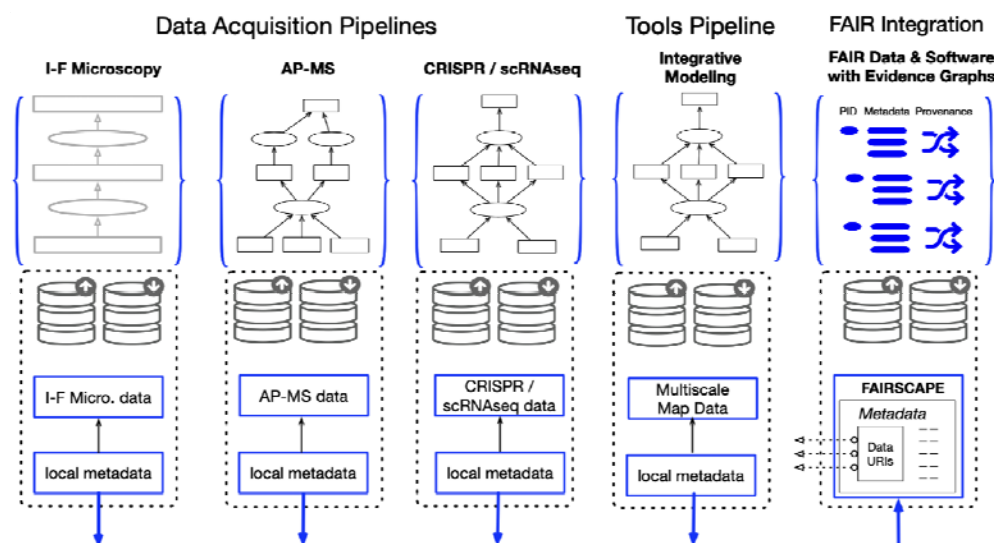 Data Acquisition Pipelines
Tools Pipeline
FAIR Integration
I-F Microscopy
AP-MS
CRISPR / scRNAseq
Integrative
Modeling
FAIR Data & Software
with Evidence Graphs
PID Metadata Provenance
I-F Micro. data
AP-MS data
CRISPR /
scRNAseq data
Multiscale
Map Data
FAIRSCAPE
Metadata
Data
URIs
local metadata
local metadata
local metadata
local metadata